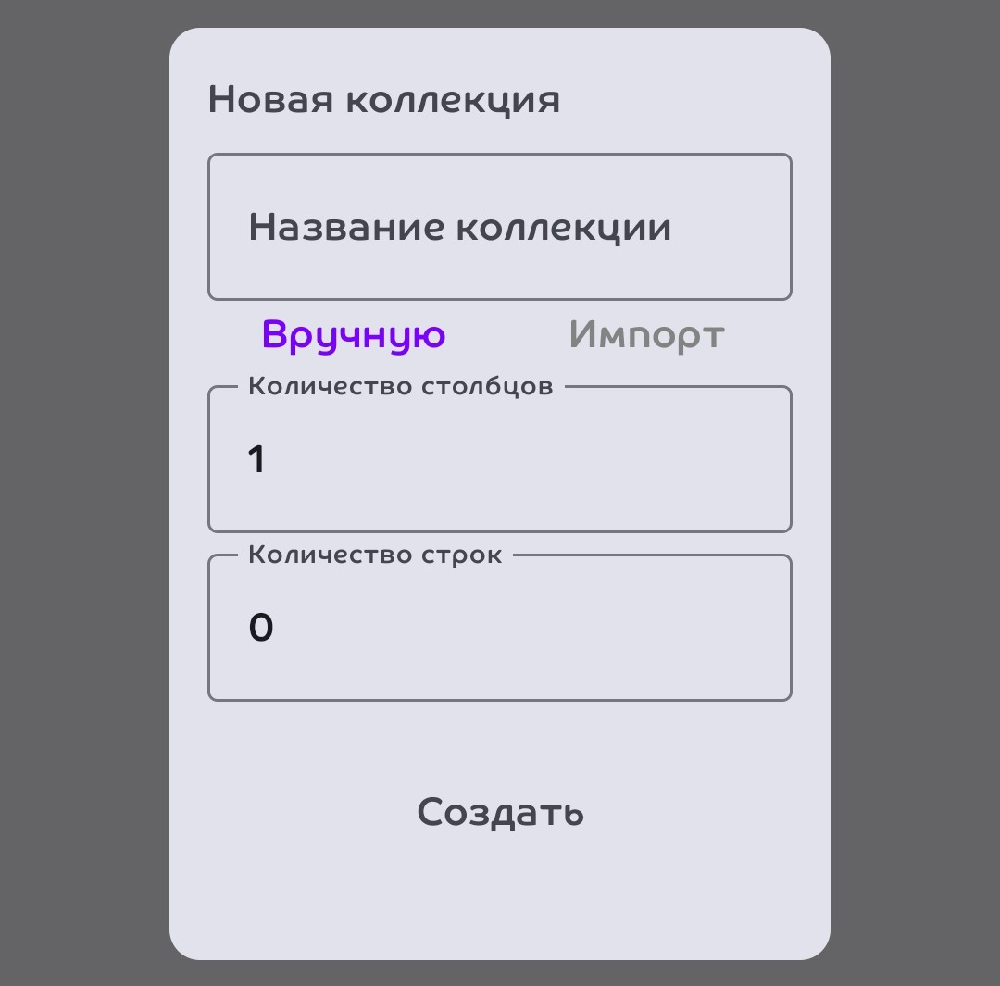 Новая коллекция
Название коллекции
Вручную Импорт
Количество столбцов
1
Количество строк
0
Создать